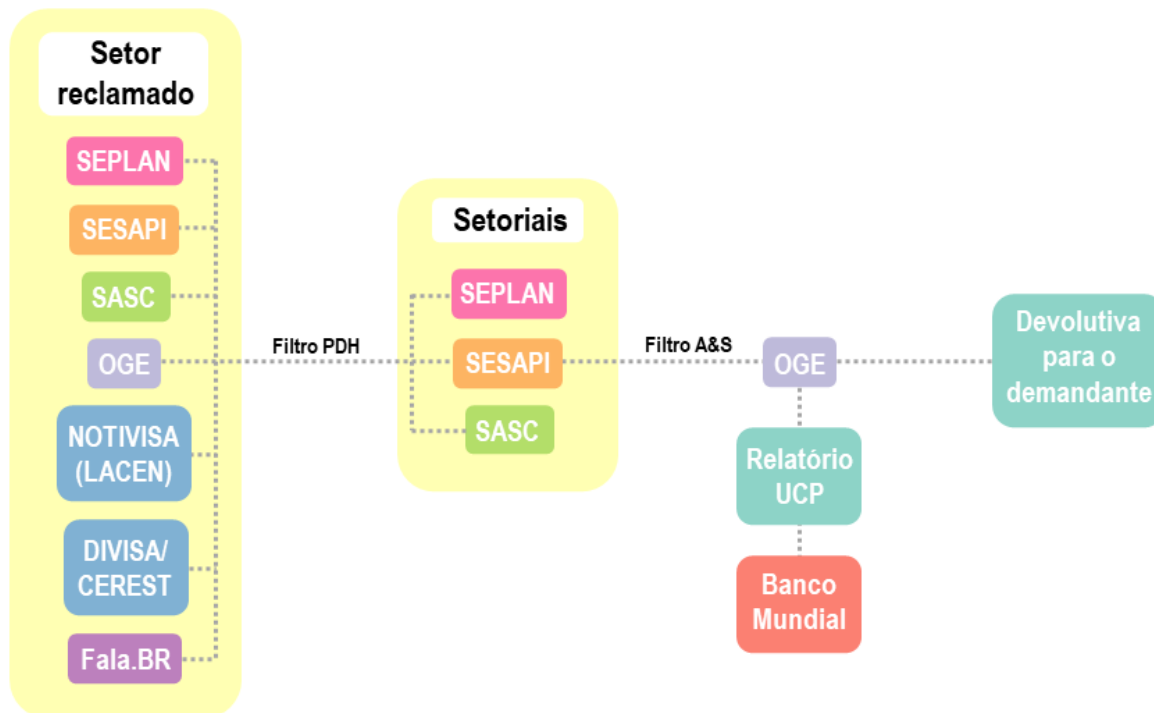 Setor
reclamado
SEPLAN
SESAPI
SASC
OGE
NOTIVISA
(LACEN)
DIVISA/
CEREST
Fala.BR
Filtro PDH
Setoriais
SEPLAN
SESAPI
SASC
Filtro A&S
OGE
Relatório
UCP
Banco
Mundial
Devolutiva
para o
demandante